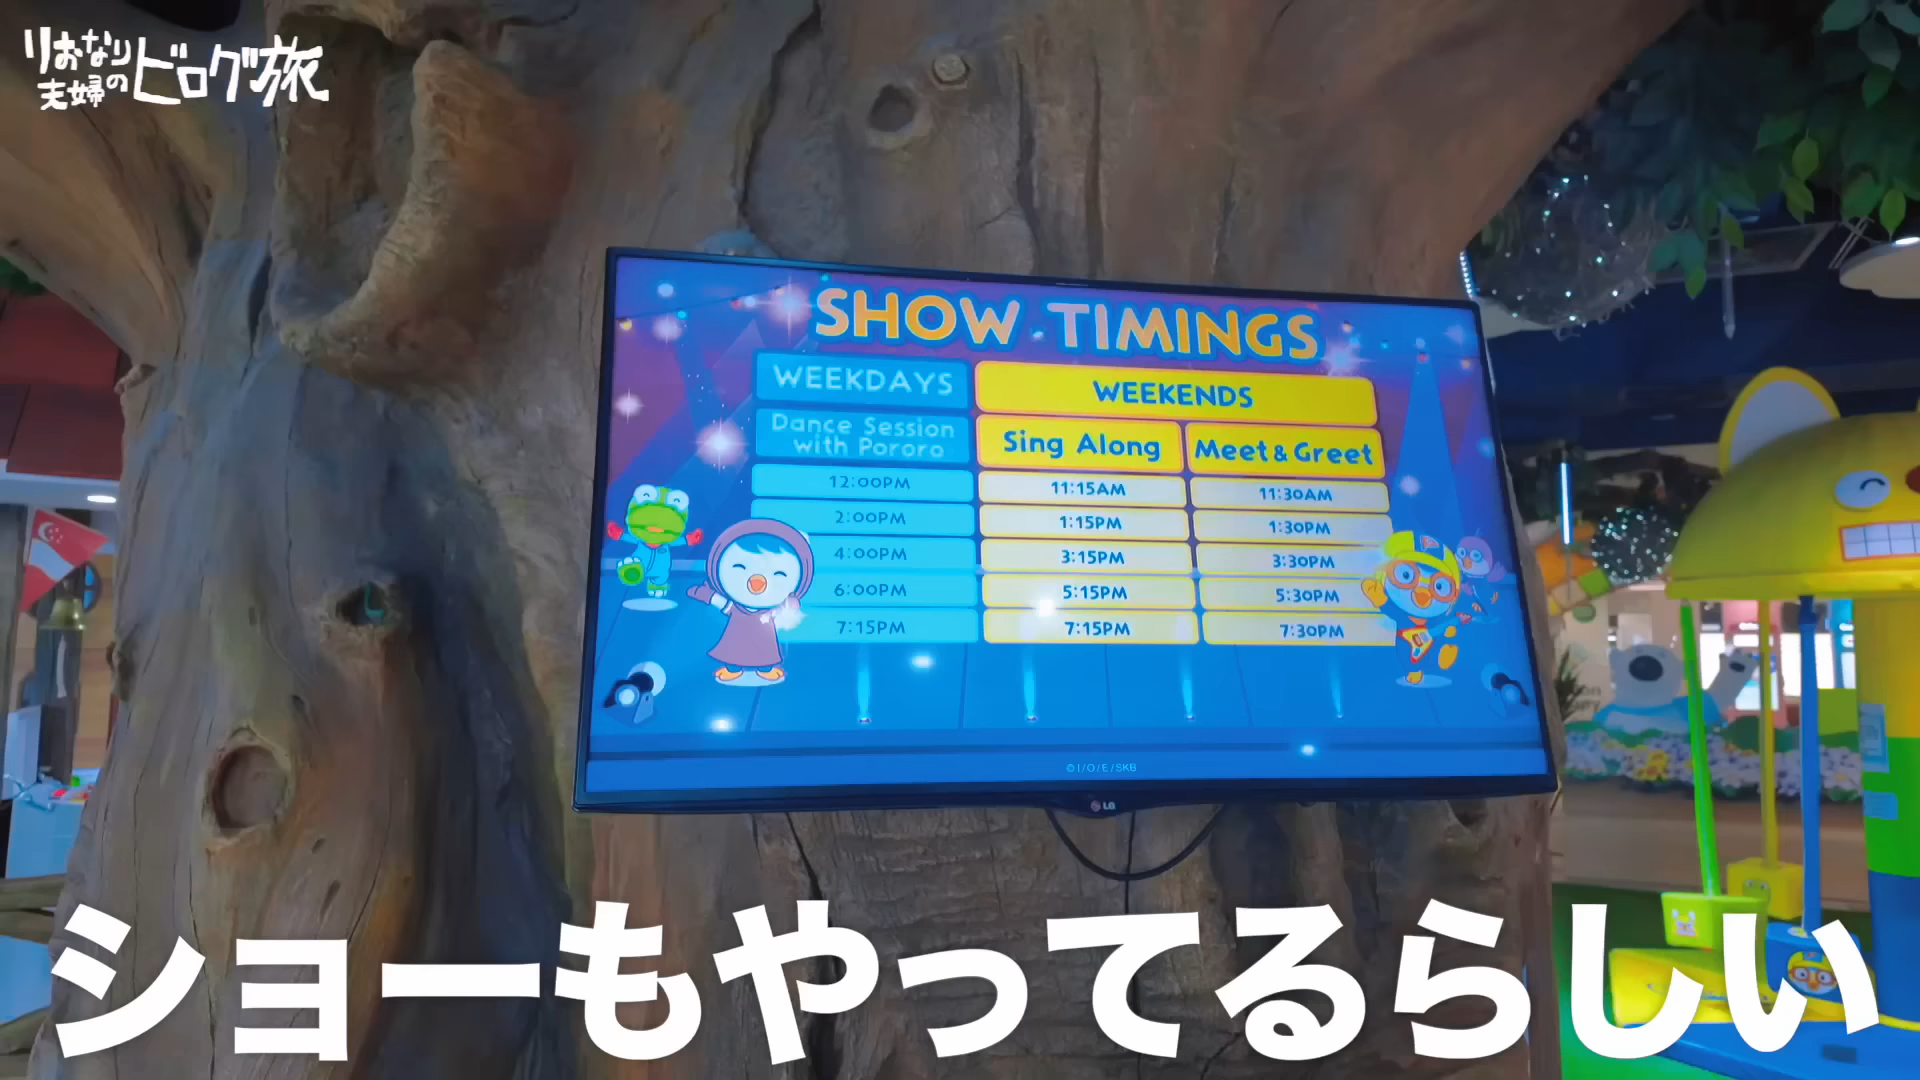 りおなり
夫婦の
ビログ旅
SHOW TIMINGS
WEEKDAYS
WEEKENDS
Dance Session
with Pororo
Sing Along
Meet & Greet
12:00PM
11:15AM
11:30AM
2:00PM
1:15PM
1:30PM
4:00PM
3:15PM
3:30PM
6:00PM
5:15PM
5:30PM
7:15PM
7:15PM
7:30PM
©I/O/E/SKB
LG
ショーもやってるらしい